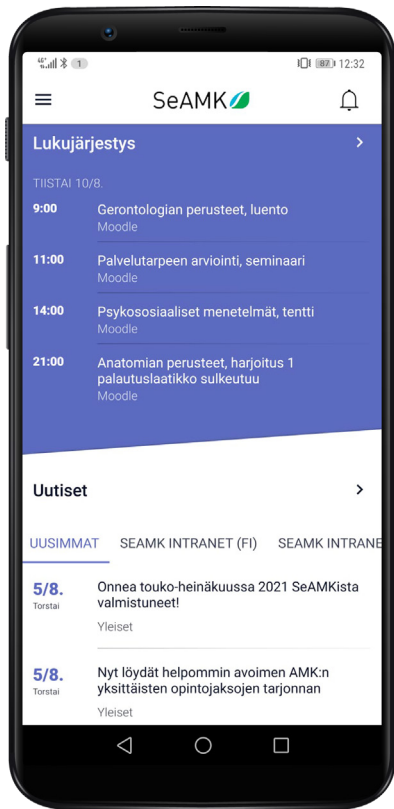 4G
1
87
12:32
SeAMK
Lukujärjestys
TIISTAI 10/8.
9:00
Gerontologian perusteet, luento
Moodle
11:00
Palvelutarpeen arviointi, seminaari
Moodle
14:00
Psykososiaaliset menetelmät, tentti
Moodle
21:00
Anatomian perusteet, harjoitus 1
palautuslaatikko sulkeutuu
Moodle
Uutiset
UUSIMMAT SEAMK INTRANET (FI) SEAMK INTRANE
5/8.
Torstai
Onnea touko-heinäkuussa 2021 SeAMKista
valmistuneet!
Yleiset
5/8.
Torstai
Nyt löydät helpommin avoimen AMK:n
yksittäisten opintojaksojen tarjonnan
Yleiset